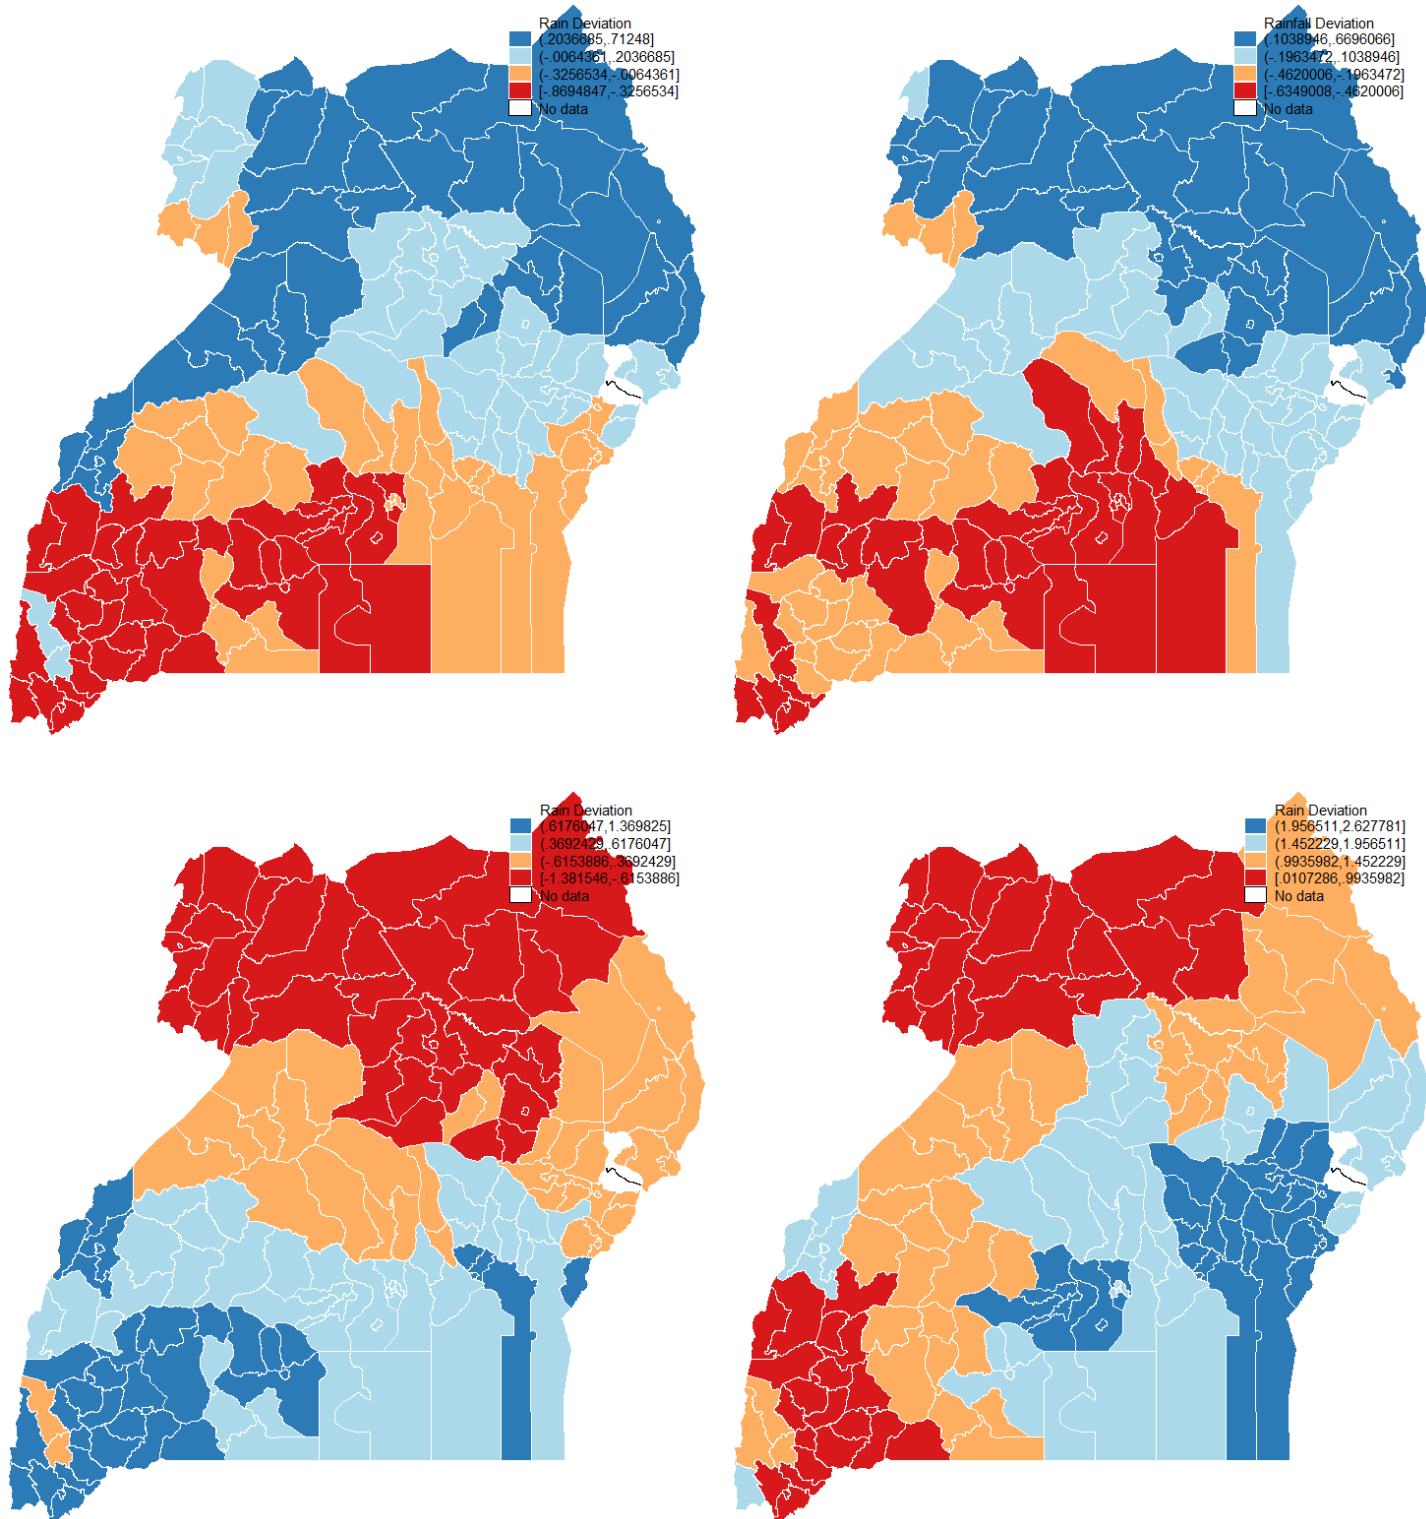 Rain Deviation
(.2036685,.71248]
(-.0064361,.2036685]
(-.3256534,-.0064361]
[-.8694847,-.3256534]
No data
Rainfall Deviation
(.1038946,.6696066]
(-.1963472,.1038946]
(-.4620006,-.1963472]
[-.6349008,-.4620006]
No data
Rain Deviation
(.6176047,1.369825]
(.3692429,.6176047]
(-.6153886,.3692429]
[-1.381546,-.6153886]
No data
Rain Deviation
(1.956511,2.627781]
(1.452229,1.956511]
(.9935982,1.452229]
[.0107286,.9935982]
No data